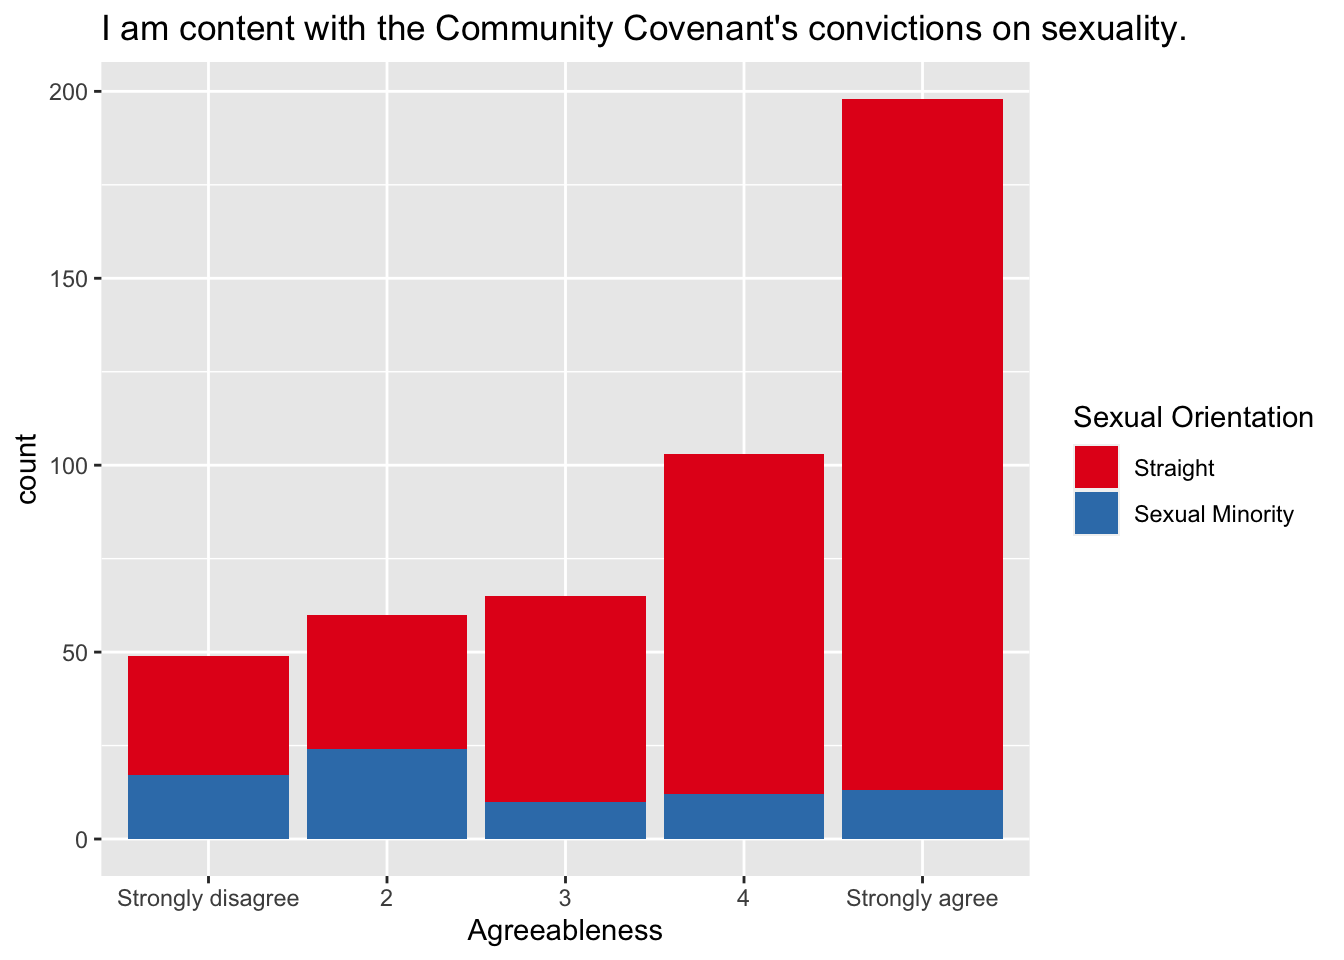 I am content with the Community Covenant's convictions on sexuality.
200
150
100
50
0
count
Strongly disagree
2
3
4
Strongly agree
Agreeableness
Sexual Orientation
Straight
Sexual Minority